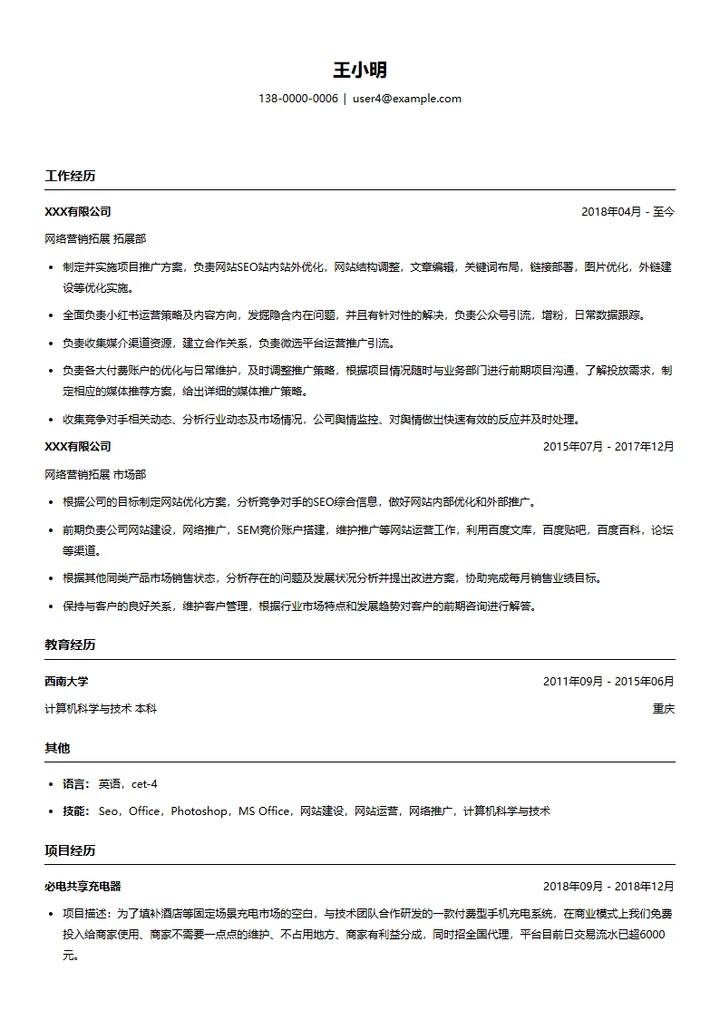 王小明
138-0000-0006 | user4@example.com
工作经历
XXX有限公司 2018年04月 - 至今
网络营销拓展 拓展部
• 制定并实施项目推广方案，负责网站SEO站内站外优化，网站结构调整，文章编辑，关键词布局，链接部署，图片优化，外链建
设等优化实施。
• 全面负责小红书运营策略及内容方向，发掘隐含内在问题，并且有针对性的解决，负责公众号引流，增粉，日常数据跟踪。
• 负责收集媒介渠道资源，建立合作关系，负责微选平台运营推广引流。
• 负责各大付费账户的优化与日常维护，及时调整推广策略，根据项目情况随时与业务部门进行前期项目沟通，了解投放需求，制
定相应的媒体推荐方案，给出详细的媒体推广策略。
• 收集竞争对手相关动态、分析行业动态及市场情况，公司舆情监控、对舆情做出快速有效的反应并及时处理。
XXX有限公司 2015年07月 - 2017年12月
网络营销拓展 市场部
• 根据公司的目标制定网站优化方案，分析竞争对手的SEO综合信息，做好网站内部优化和外部推广。
• 前期负责公司网站建设，网络推广，SEM竞价账户搭建，维护推广等网站运营工作，利用百度文库，百度贴吧，百度百科，论坛
等渠道。
• 根据其他同类产品市场销售状态，分析存在的问题及发展状况分析并提出改进方案，协助完成每月销售业绩目标。
• 保持与客户的良好关系，维护客户管理，根据行业市场特点和发展趋势对客户的前期咨询进行解答。
教育经历
西南大学 2011年09月 - 2015年06月
计算机科学与技术 本科 重庆
其他
• 语言： 英语，cet-4
• 技能： Seo，Office，Photoshop，MS Office，网站建设，网站运营，网络推广，计算机科学与技术
项目经历
必电共享充电器 2018年09月 - 2018年12月
• 项目描述：为了填补酒店等固定场景充电市场的空白，与技术团队合作研发的一款付费型手机充电系统，在商业模式上我们免费
投入给商家使用、商家不需要一点点的维护、不占用地方、商家有利益分成，同时招全国代理，平台目前日交易流水已超6000
元。